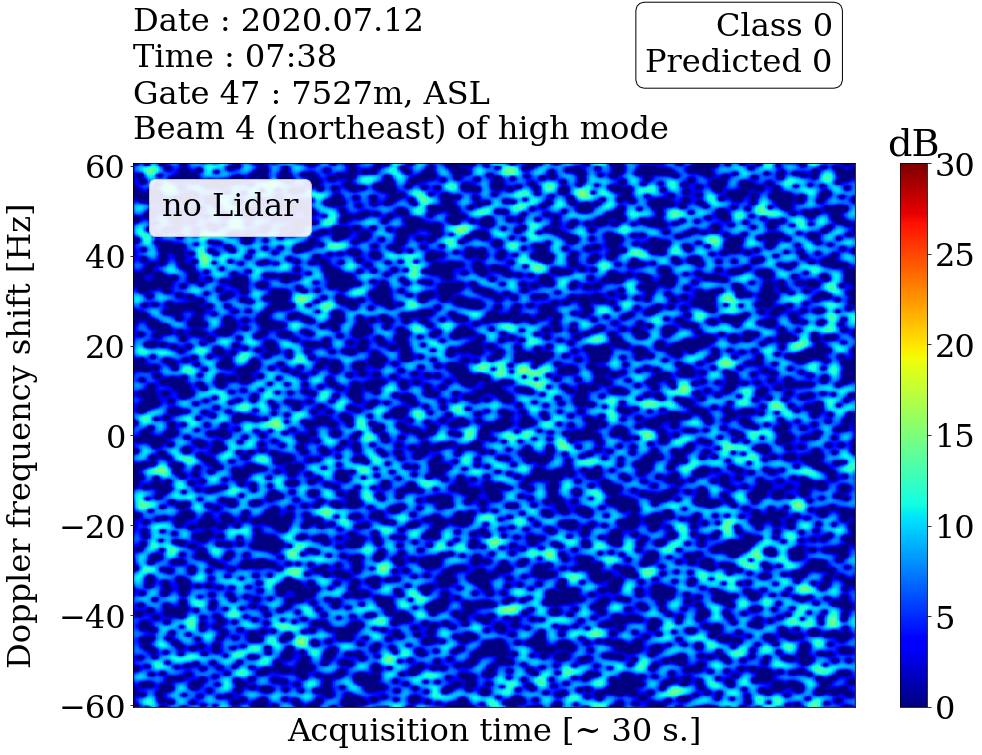 Date : 2020.07.12
Time : 07:38
Gate 47 : 7527m, ASL
Beam 4 (northeast) of high mode
Class 0
Predicted 0
dB
no Lidar
60
40
20
0
−20
−40
−60
Doppler frequency shift [Hz]
Acquisition time [~ 30 s.]
30
25
20
15
10
5
0